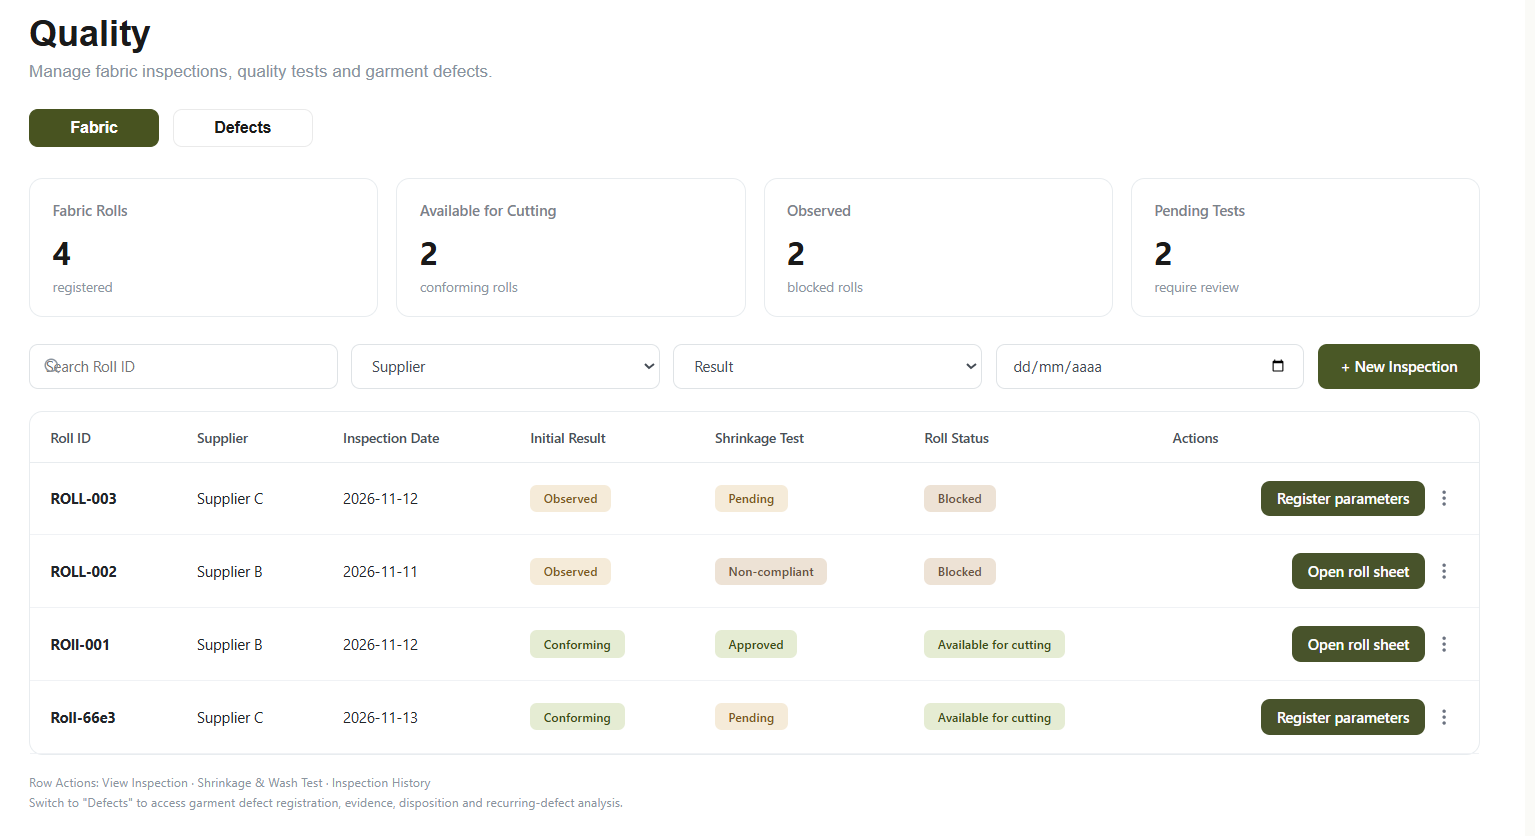 Quality
Manage fabric inspections, quality tests and garment defects.
Fabric Defects
Fabric Rolls Available for Cutting Observed Pending Tests
4 2 2 2
registered conforming rolls blocked rolls require review
Search Roll ID Supplier Result dd/mm/aaaa + New Inspection
Roll ID Supplier Inspection Date Initial Result Shrinkage Test Roll Status Actions
ROLL-003 Supplier C 2026-11-12 Observed Pending Blocked Register parameters
ROLL-002 Supplier B 2026-11-11 Observed Non-compliant Blocked Open roll sheet
ROll-001 Supplier B 2026-11-12 Conforming Approved Available for cutting Open roll sheet
Roll-66e3 Supplier C 2026-11-13 Conforming Pending Available for cutting Register parameters
Row Actions: View Inspection · Shrinkage & Wash Test · Inspection History
Switch to "Defects" to access garment defect registration, evidence, disposition and recurring-defect analysis.